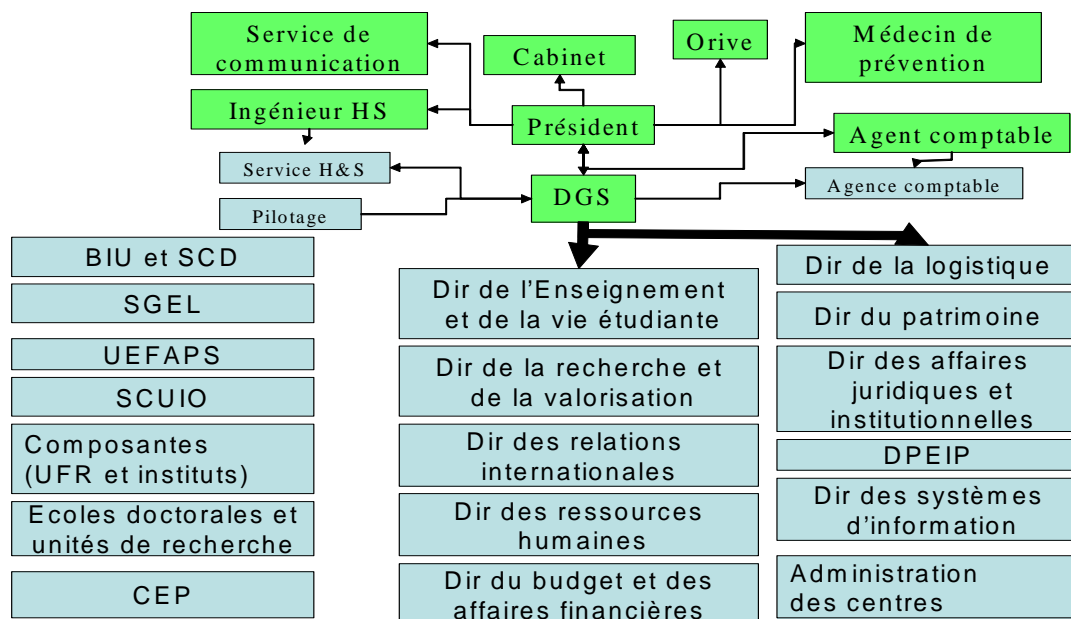 Service de
communication
Cabinet
Orive
Médecin de
prévention
Ingénieur HS
Président
Agent comptable
Service H&S
DGS
Agence comptable
Pilotage
BIU et SCD
SGEL
UEFAPS
SCUIO
Composantes
(UFR et instituts)
Ecoles doctorales et
unités de recherche
CEP
Dir de l'Enseignement
et de la vie étudiante
Dir de la recherche et
de la valorisation
Dir des relations
internationales
Dir des ressources
humaines
Dir du budget et des
affaires financières
Dir de la logistique
Dir du patrimoine
Dir des affaires
juridiques et
institutionnelles
DPEIP
Dir des systèmes
d'information
Administration
des centres